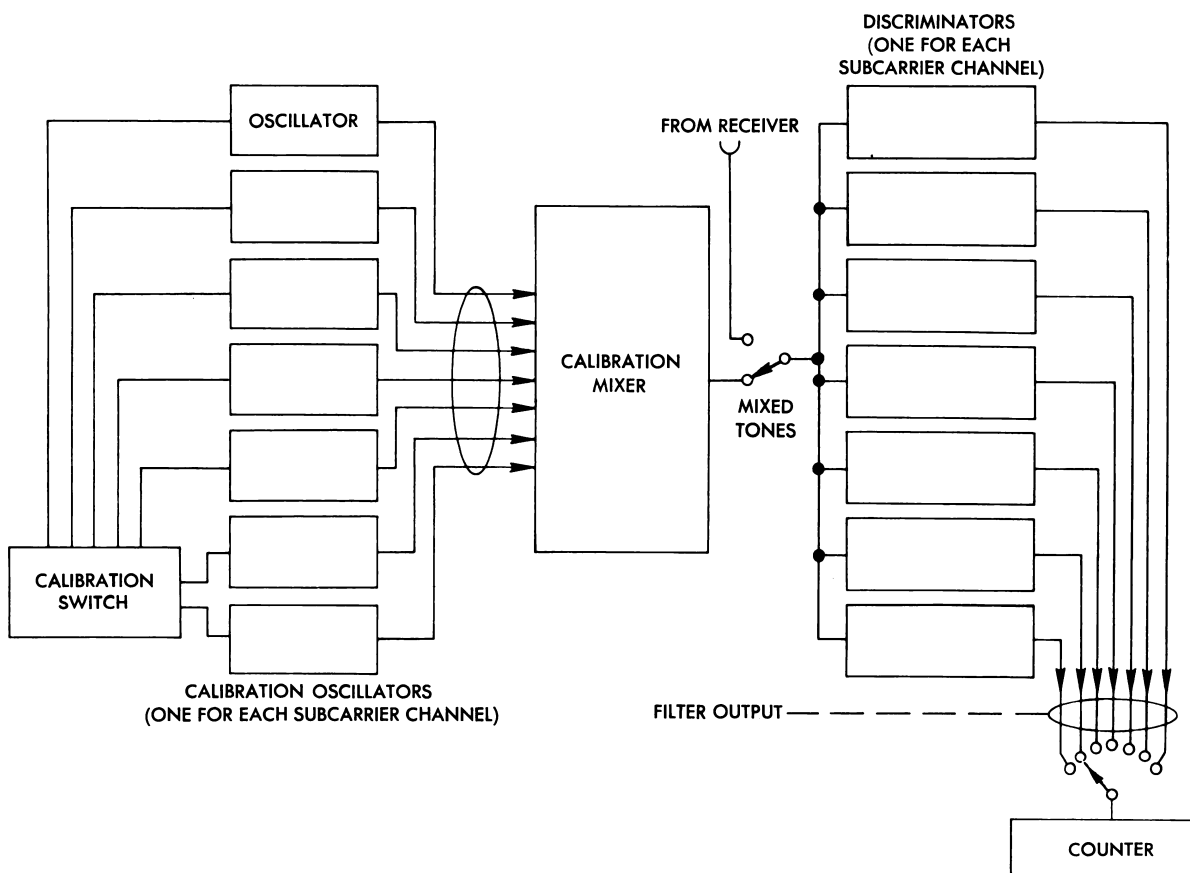 DISCRIMINATORS
(ONE FOR EACH
SUBCARRIER CHANNEL)
OSCILLATOR
FROM RECEIVER
CALIBRATION
MIXER
MIXED
TONES
CALIBRATION
SWITCH
CALIBRATION OSCILLATORS
(ONE FOR EACH SUBCARRIER CHANNEL)
FILTER OUTPUT
COUNTER